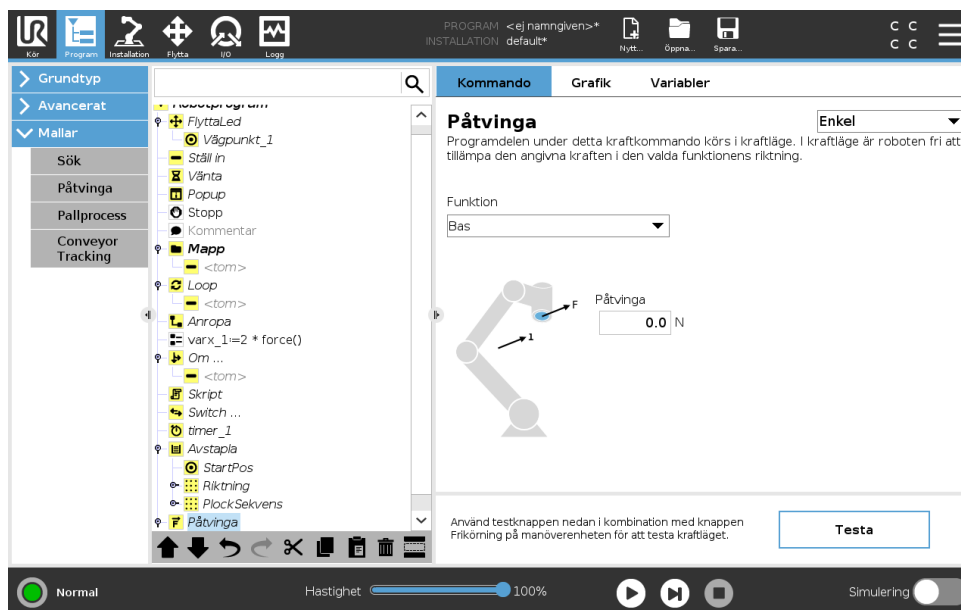 UR
PROGRAM <ej namngiven>*
INSTALLATION default*
Kör
Program
Installation
Flytta
I/O
Logg
Nytt...
Öppna...
Spara...
C C
C C
Grundtyp
Avancerat
Mallar
Sök
Påtvinga
Pallprocess
Conveyor
Tracking
Robotprogram
FlyttaLed
Vägpunkt_1
Ställ in
Vänta
Popup
Stopp
Kommentar
Mapp
<tom>
Loop
<tom>
Anropa
varx_1≔2 * force()
Om ...
<tom>
Skript
Switch ...
timer_1
Avstapla
StartPos
Riktning
PlockSekvens
Påtvinga
Kommando
Grafik
Variabler
Påtvinga
Enkel
Programdelen under detta kraftkommando körs i kraftläge. I kraftläge är roboten fri att
tillämpa den angivna kraften i den valda funktionens riktning.
Funktion
Bas
F
1
Påtvinga
0.0 N
Använd testknappen nedan i kombination med knappen
Frikörning på manöverenheten för att testa kraftläget.
Testa
Normal
Hastighet
100%
Simulering